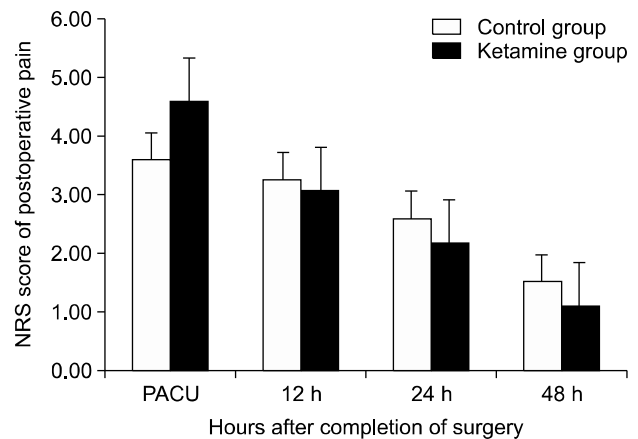 6.00
5.00
4.00
3.00
2.00
1.00
0.00
NRS score of postoperative pain
Control group
Ketamine group
PACU 12 h 24 h 48 h
Hours after completion of surgery